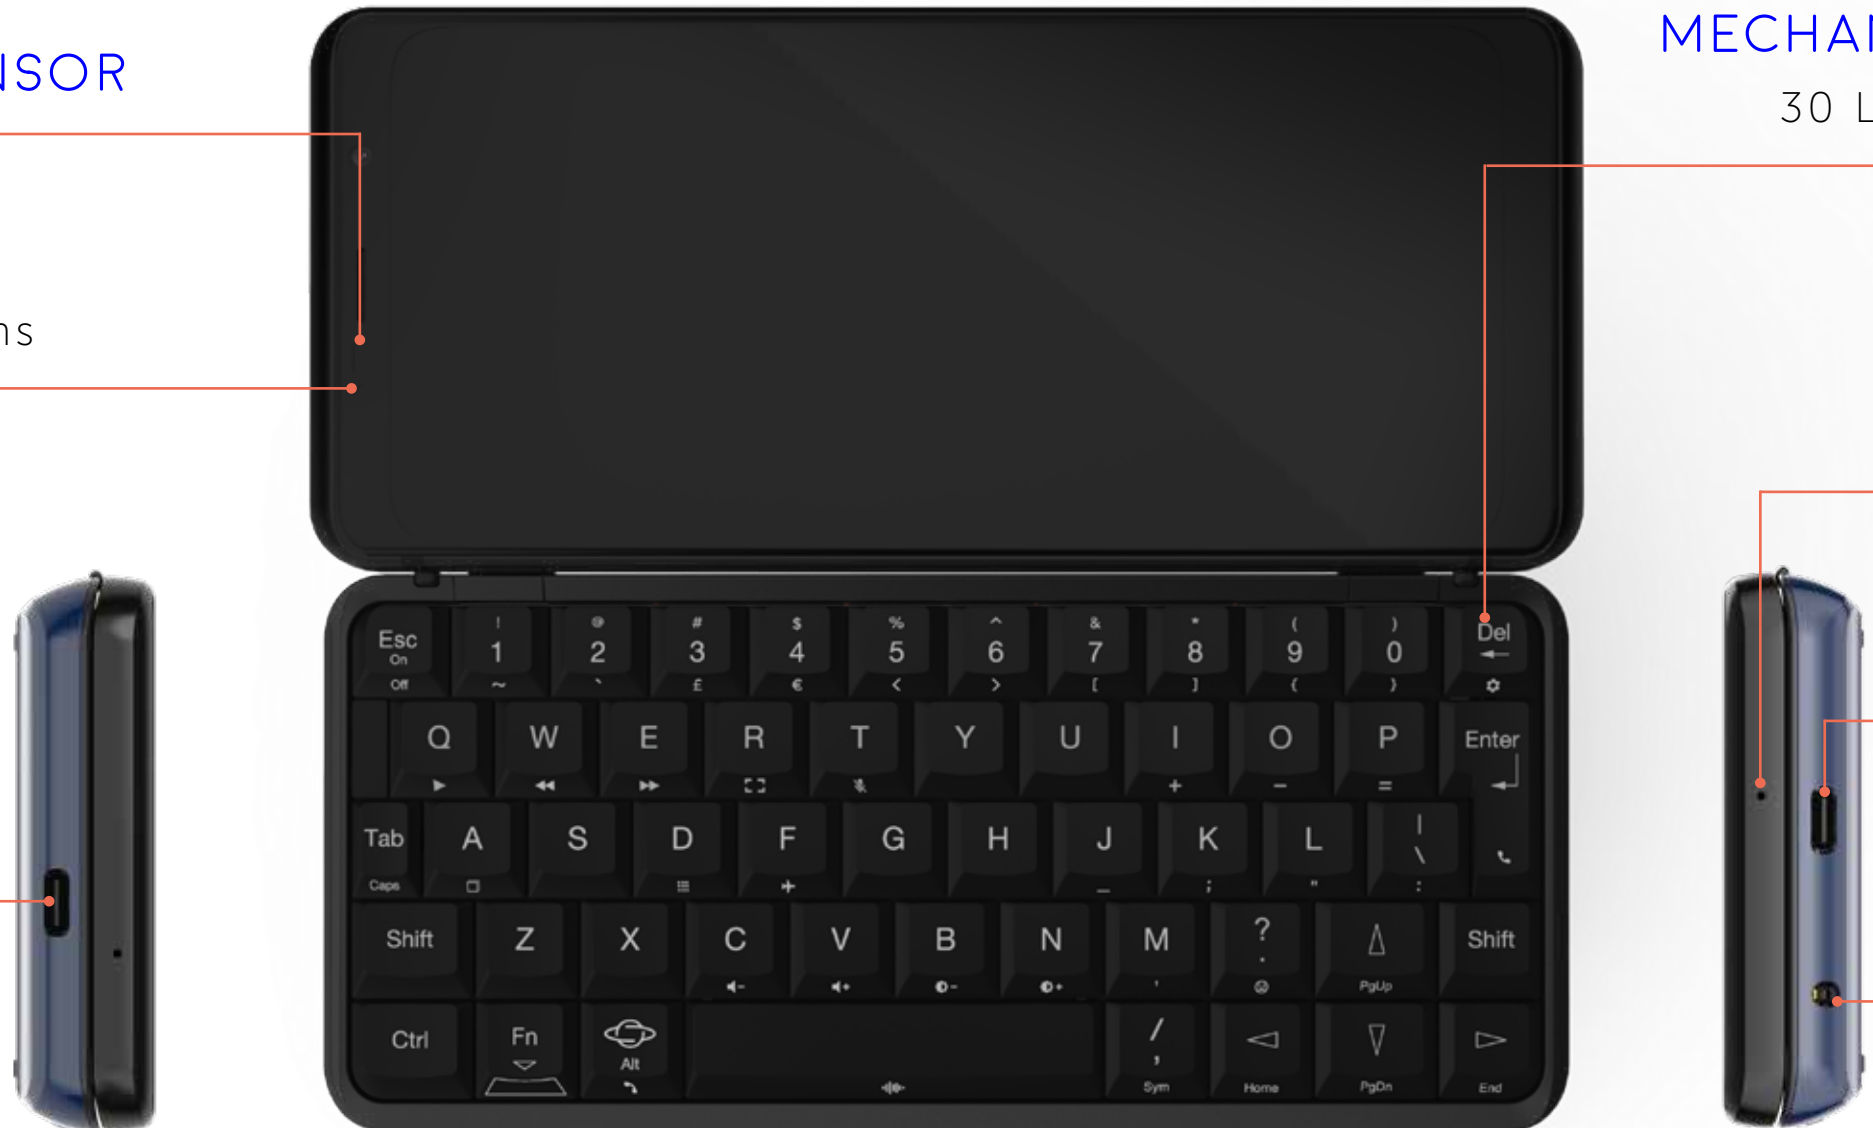 NSOR
MECHAN
30 L
ns
Esc ! @ # $ % ^ & * ( ) Del
On 1 2 3 4 5 6 7 8 9 0 ←
Off ~ ` £ € < > [ ] { }
Q W E R T Y U I O P Enter
+ - =
Tab A S D F G H J K L | \
Caps _ ; " :
Shift Z X C V B N M ? . Shift
' PgUp
Ctrl Fn Alt / ,
Sym Home PgDn End